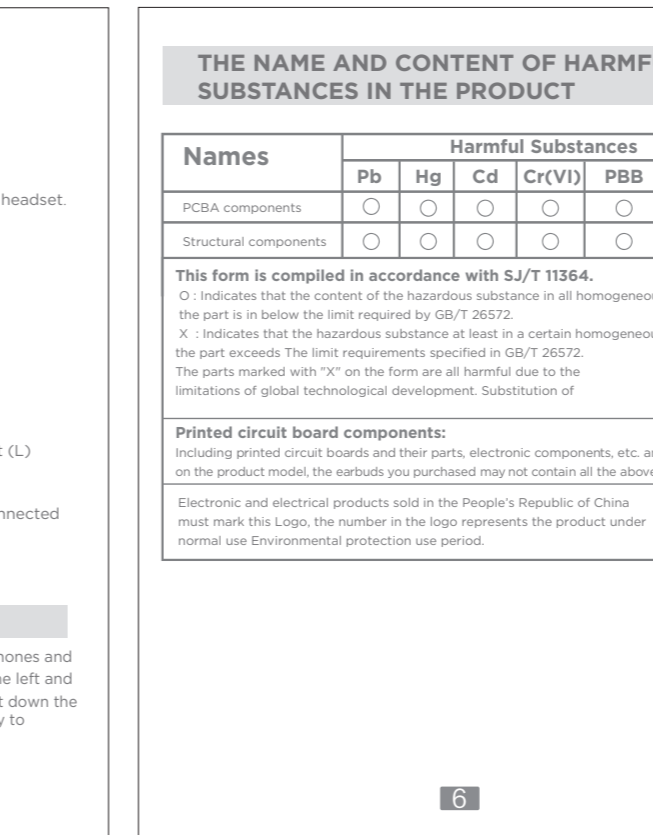 headset.
t (L)
nnected
nones and
ne left and
t down the
y to
THE NAME AND CONTENT OF HARMF
SUBSTANCES IN THE PRODUCT
Names
Harmful Substances
Pb Hg Cd Cr(VI) PBB
PCBA components ○ ○ ○ ○ ○
Structural components ○ ○ ○ ○ ○
This form is compiled in accordance with SJ/T 11364.
O : Indicates that the content of the hazardous substance in all homogeneou
the part is in below the limit required by GB/T 26572.
X : Indicates that the hazardous substance at least in a certain homogeneou
the part exceeds The limit requirements specified in GB/T 26572.
The parts marked with "X" on the form are all harmful due to the
limitations of global technological development. Substitution of
Printed circuit board components:
Including printed circuit boards and their parts, electronic components, etc. a
on the product model, the earbuds you purchased may not contain all the above
Electronic and electrical products sold in the People's Republic of China
must mark this Logo, the number in the logo represents the product under
normal use Environmental protection use period.
6